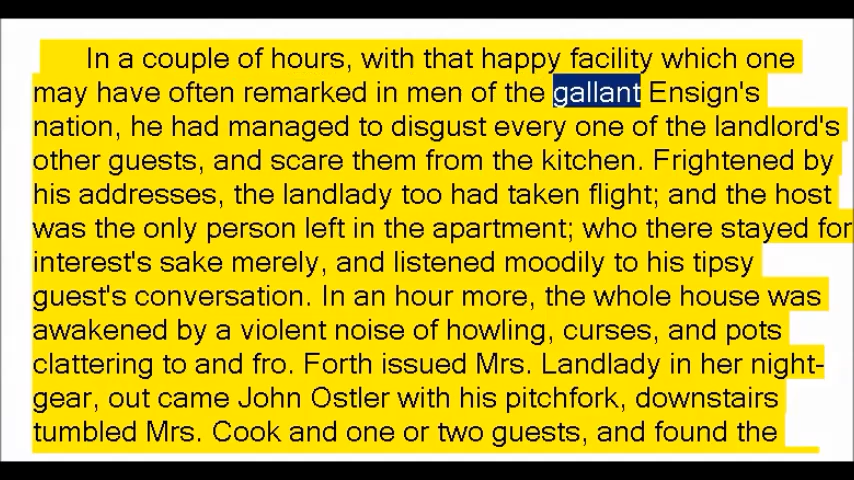 In a couple of hours, with that happy facility which one
may have often remarked in men of the gallant Ensign's
nation, he had managed to disgust every one of the landlord's
other guests, and scare them from the kitchen. Frightened by
his addresses, the landlady too had taken flight; and the host
was the only person left in the apartment; who there stayed for
interest's sake merely, and listened moodily to his tipsy
guest's conversation. In an hour more, the whole house was
awakened by a violent noise of howling, curses, and pots
clattering to and fro. Forth issued Mrs. Landlady in her night-
gear, out came John Ostler with his pitchfork, downstairs
tumbled Mrs. Cook and one or two guests, and found the